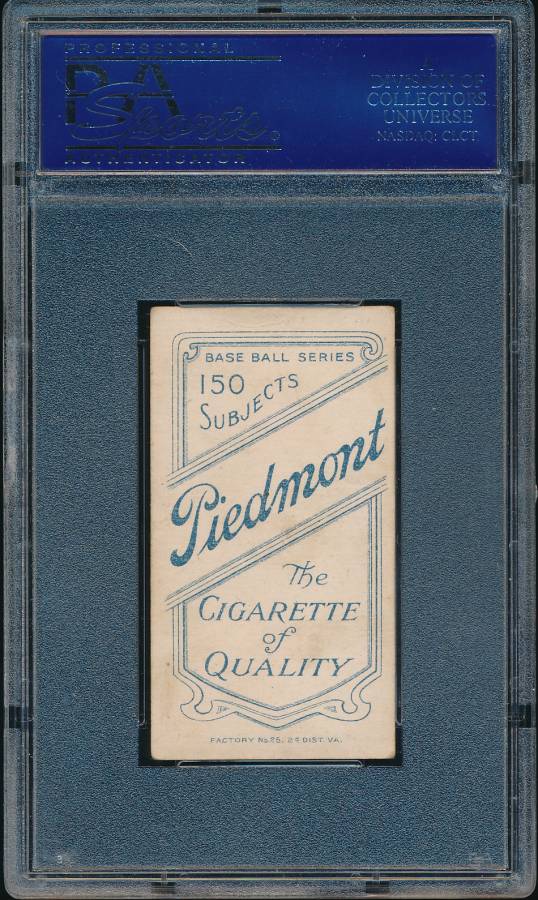 PROFESSIONAL
PSA
Sports
AUTHENTICATOR
A
DIVISION OF
COLLECTORS
UNIVERSE
NASDAQ: CLCT
BASE BALL SERIES
150
SUBJECTS
Piedmont
The
CIGARETTE
of
QUALITY
FACTORY No 25, 2d DIST. VA.